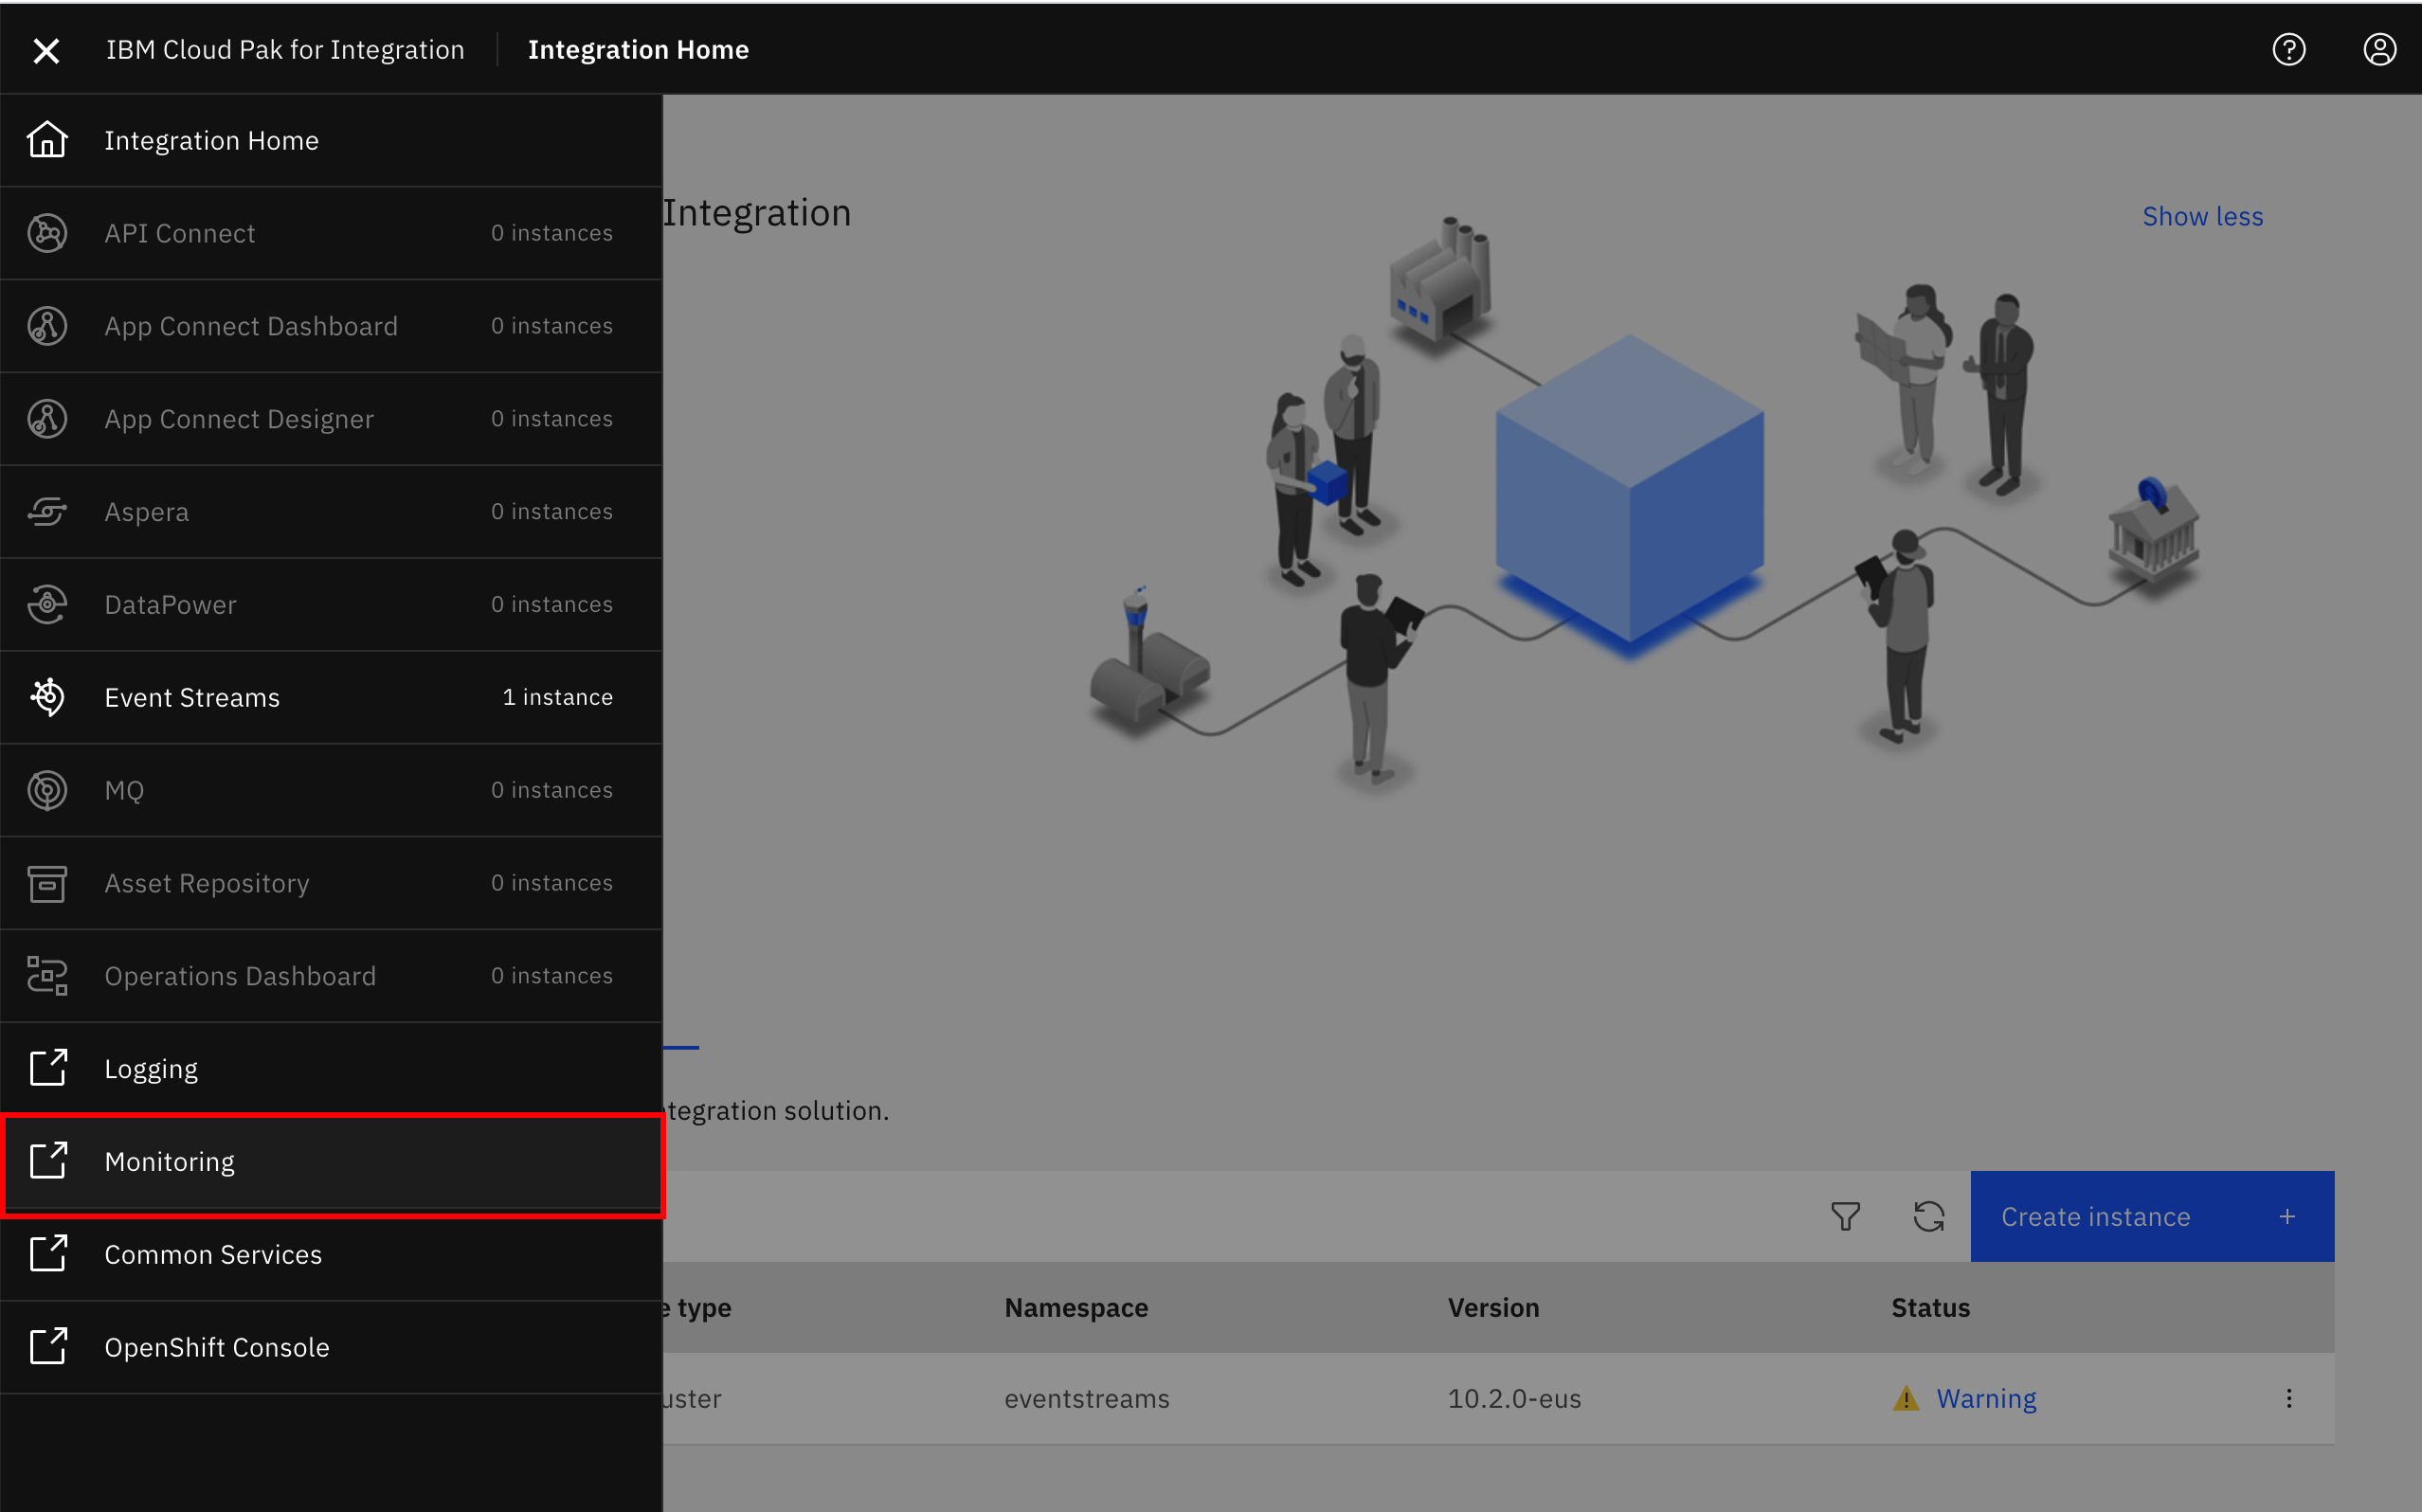 IBM Cloud Pak for Integration
Integration Home
Integration Home
API Connect 0 instances
App Connect Dashboard 0 instances
App Connect Designer 0 instances
Aspera 0 instances
DataPower 0 instances
Event Streams 1 instance
MQ 0 instances
Asset Repository 0 instances
Operations Dashboard 0 instances
Logging
Monitoring
Common Services
OpenShift Console
Integration
Show less
tegration solution.
Create instance +
e type Namespace Version Status
uster eventstreams 10.2.0-eus Warning